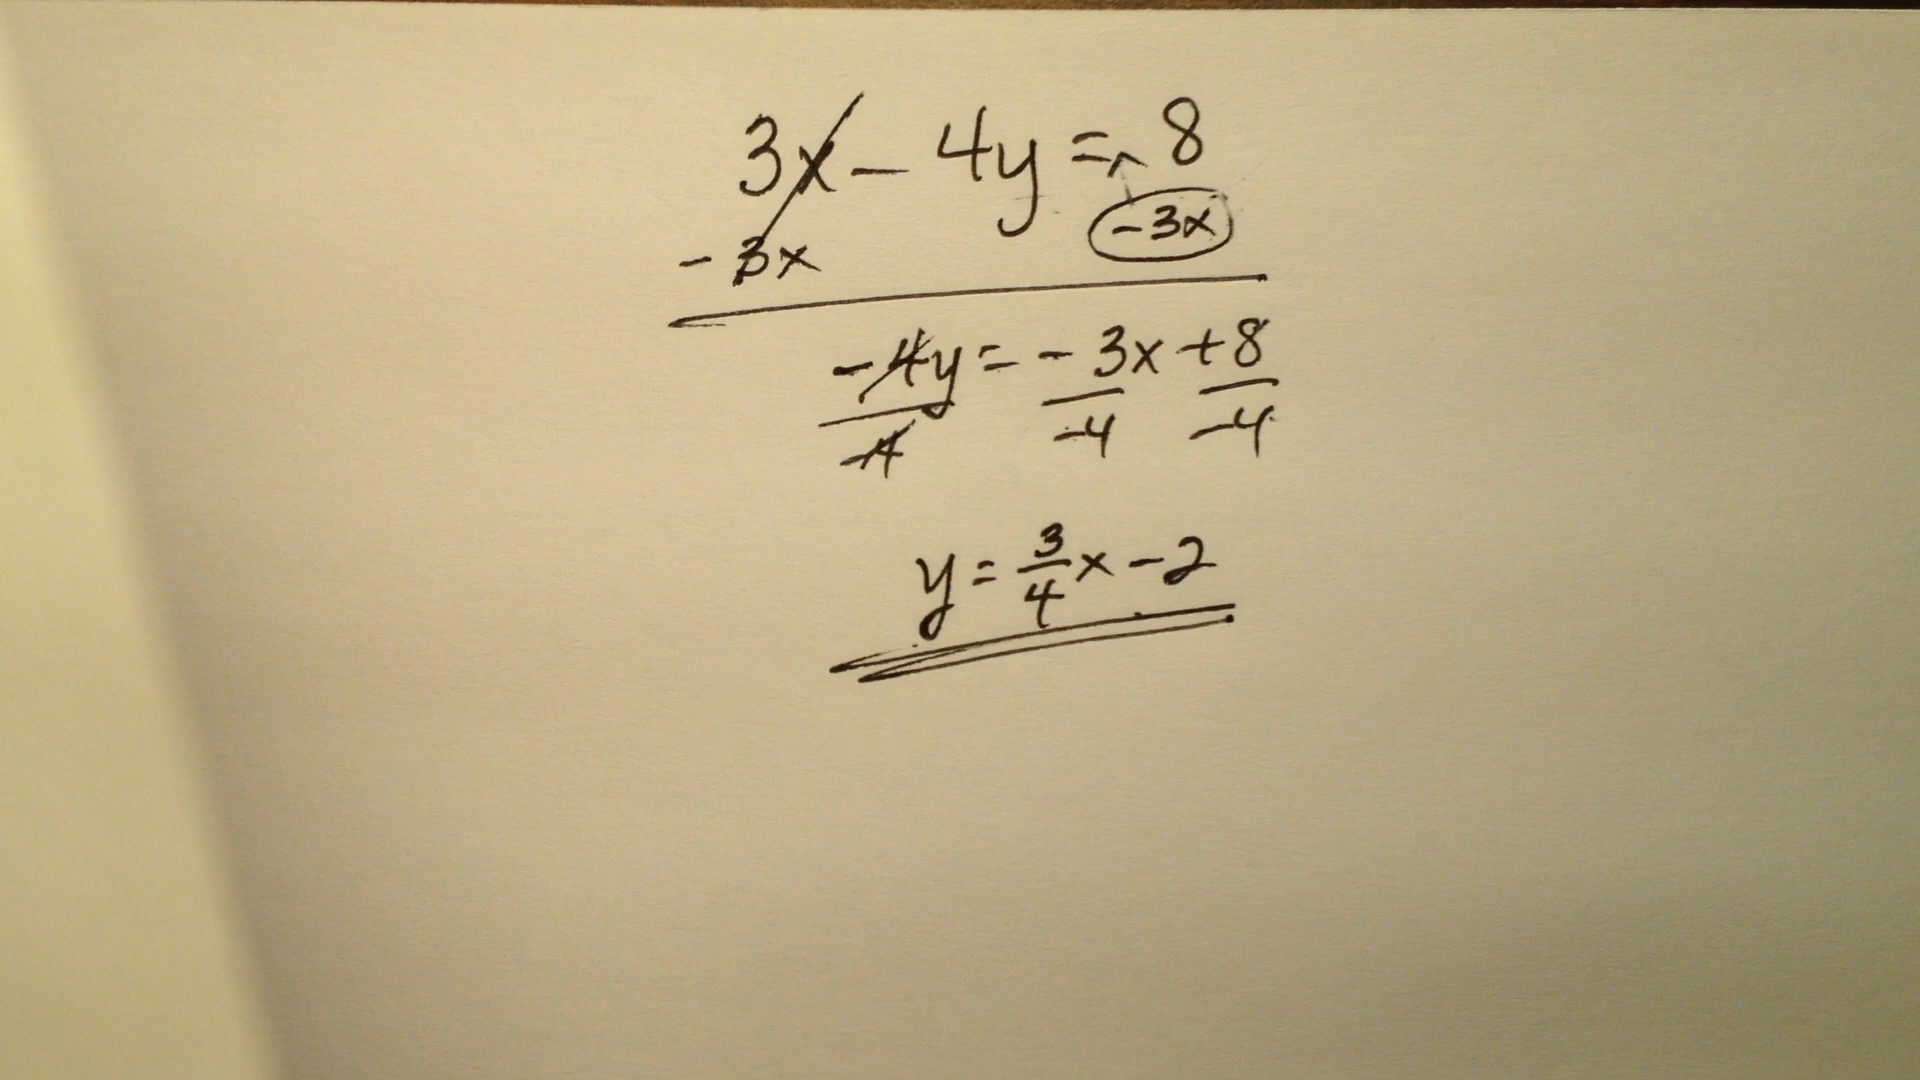 3x - 4y = 8
- 3x - 3x
-4y = - 3x + 8
-4 -4 -4
y = 3/4 x - 2